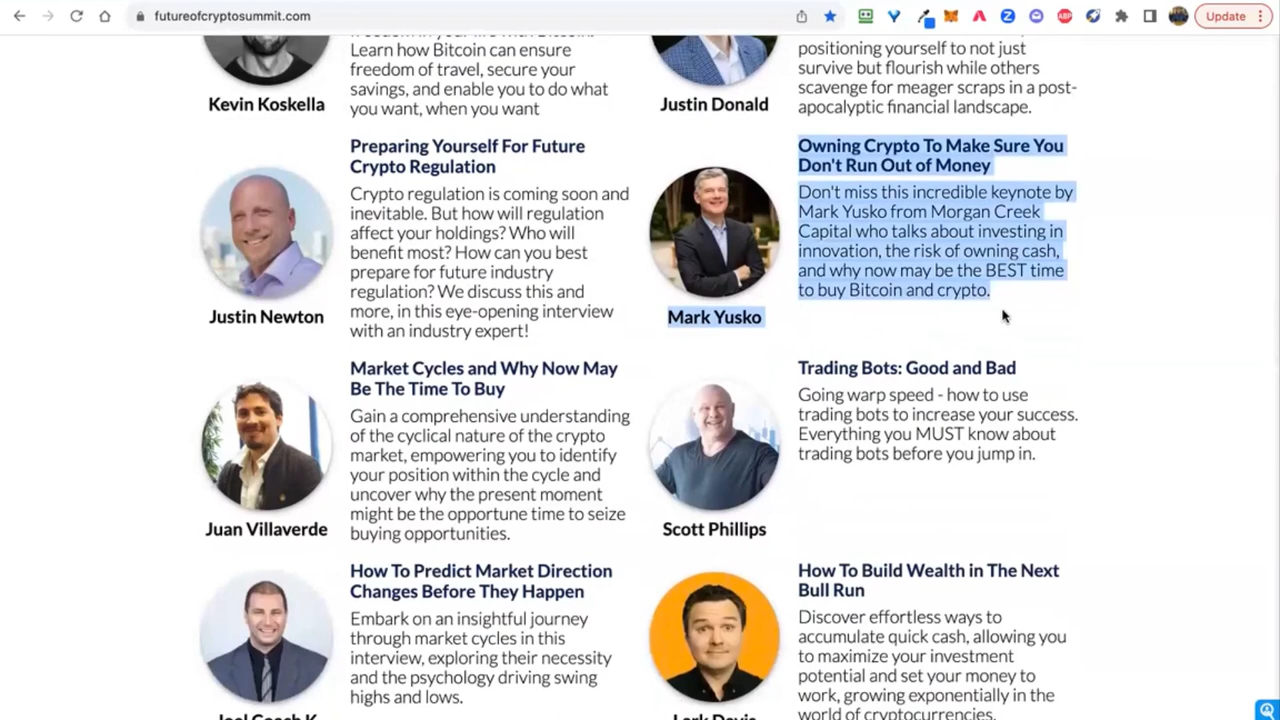 futureofcryptosummit.com
Update
Learn how Bitcoin can ensure
freedom of travel, secure your
savings, and enable you to do what
you want, when you want
Kevin Koskella
positioning yourself to not just
survive but flourish while others
scavenge for meager scraps in a post-
apocalyptic financial landscape.
Justin Donald
Preparing Yourself For Future
Crypto Regulation
Crypto regulation is coming soon and
inevitable. But how will regulation
affect your holdings? Who will
benefit most? How can you best
prepare for future industry
regulation? We discuss this and
more, in this eye-opening interview
with an industry expert!
Justin Newton
Owning Crypto To Make Sure You
Don't Run Out of Money
Don't miss this incredible keynote by
Mark Yusko from Morgan Creek
Capital who talks about investing in
innovation, the risk of owning cash,
and why now may be the BEST time
to buy Bitcoin and crypto.
Mark Yusko
Market Cycles and Why Now May
Be The Time To Buy
Gain a comprehensive understanding
of the cyclical nature of the crypto
market, empowering you to identify
your position within the cycle and
uncover why the present moment
might be the opportune time to seize
buying opportunities.
Juan Villaverde
Trading Bots: Good and Bad
Going warp speed - how to use
trading bots to increase your success.
Everything you MUST know about
trading bots before you jump in.
Scott Phillips
How To Predict Market Direction
Changes Before They Happen
Embark on an insightful journey
through market cycles in this
interview, exploring their necessity
and the psychology driving swing
highs and lows.
How To Build Wealth in The Next
Bull Run
Discover effortless ways to
accumulate quick cash, allowing you
to maximize your investment
potential and set your money to
work, growing exponentially in the
world of cryptocurrencies.